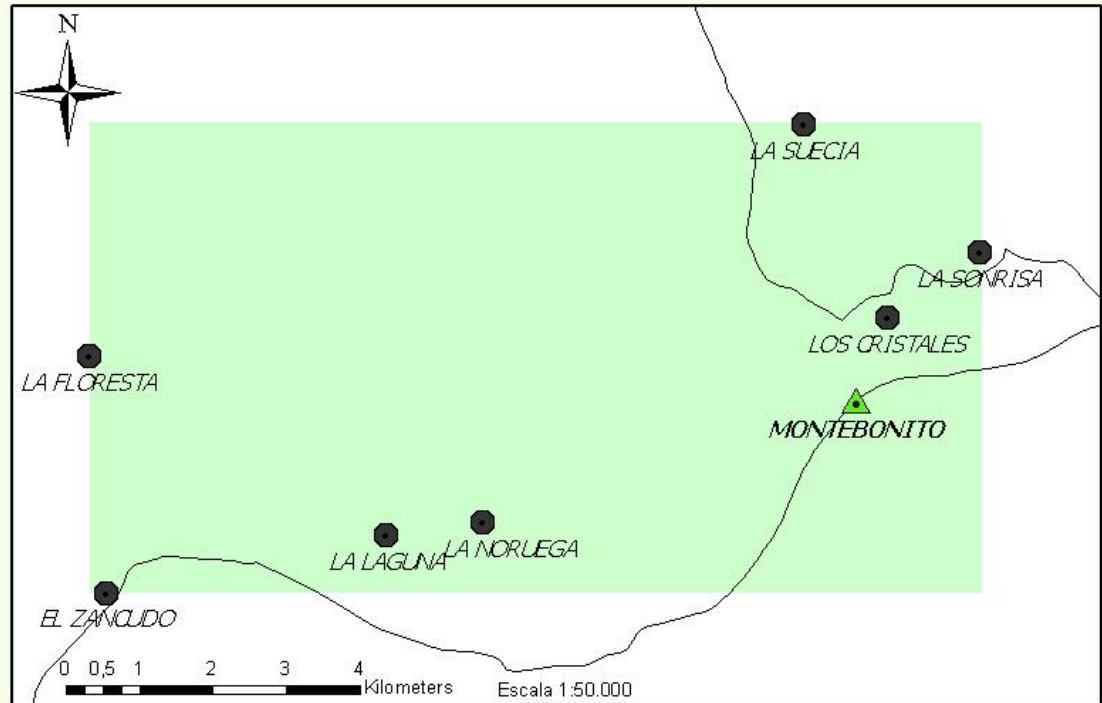 N
LA SUECIA
LA SONRISA
LOS CRISTALES
LA FLORESTA
MONTEBONITO
LA NORUEGA
LA LAGUNA
EL ZANCUDO
0 0,5 1 2 3 4
Kilometers Escala 1:50.000